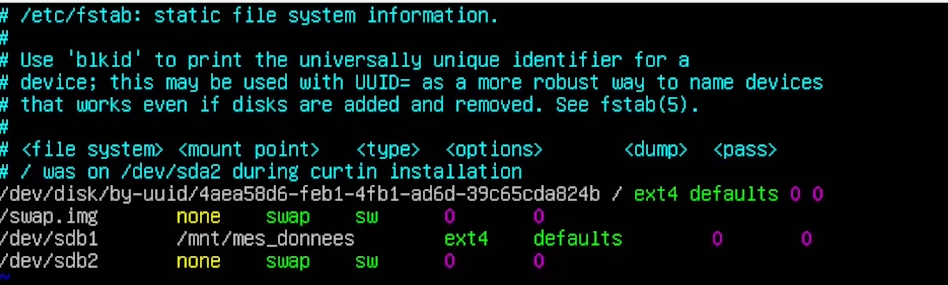 # /etc/fstab: static file system information.
#
# Use 'blkid' to print the universally unique identifier for a
# device; this may be used with UUID= as a more robust way to name devices
# that works even if disks are added and removed. See fstab(5).
#
# <file system> <mount point>   <type>  <options>       <dump>  <pass>
# / was on /dev/sda2 during curtin installation
/dev/disk/by-uuid/4aea58d6-feb1-4fb1-ad6d-39c65cda824b / ext4 defaults 0 0
/swap.img       none    swap    sw      0       0
/dev/sdb1       /mnt/mes_donnees        ext4    defaults        0       0
/dev/sdb2       none    swap    sw      0       0
~